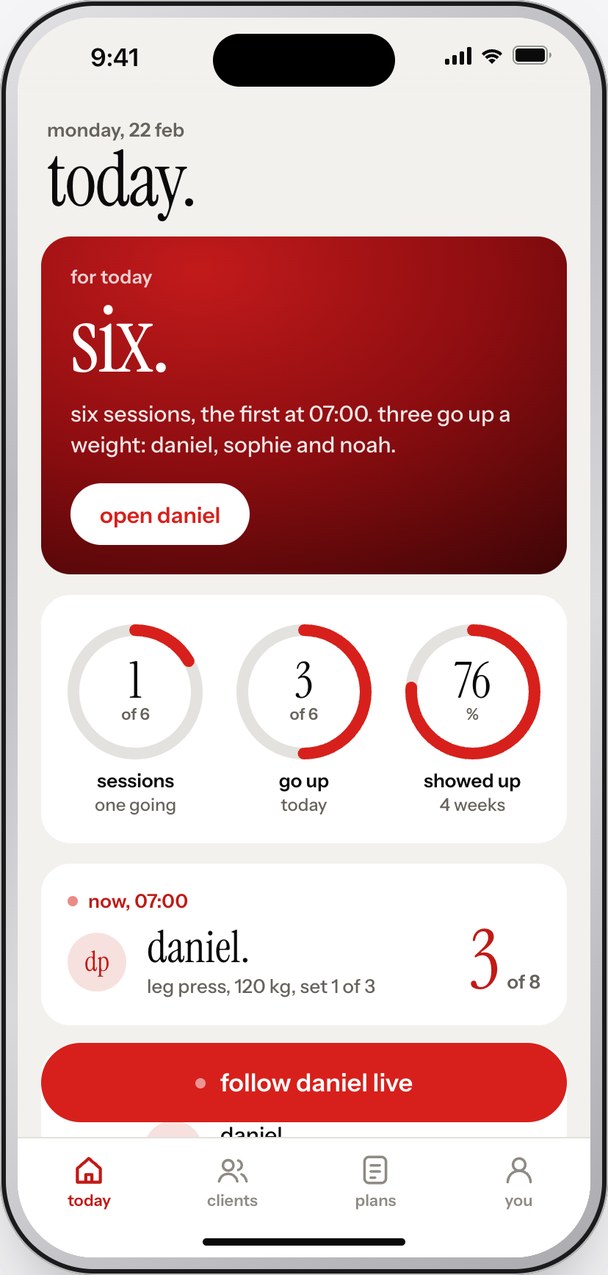 9:41
monday, 22 feb
today.
for today
six.
six sessions, the first at 07:00. three go up a
weight: daniel, sophie and noah.
open daniel
1
of 6
sessions
one going
3
of 6
go up
today
76
%
showed up
4 weeks
now, 07:00
dp
daniel.
leg press, 120 kg, set 1 of 3
3 of 8
follow daniel live
daniel
today
clients
plans
you